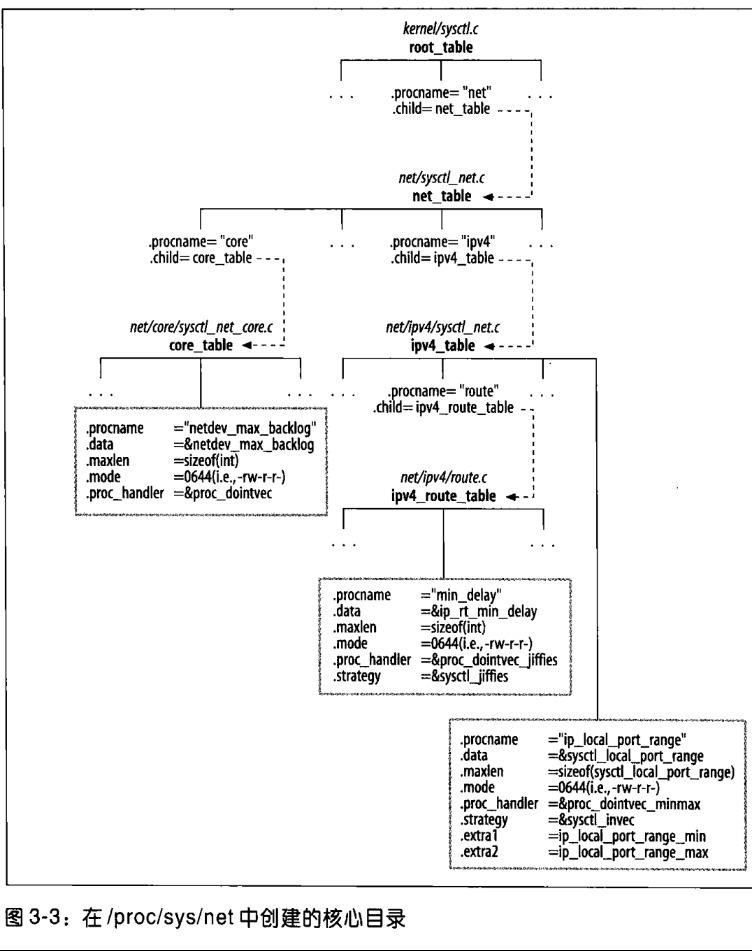 kernel/sysctl.c
root_table
. . . .procname= "net" . . .
.child= net_table
net/sysctl_net.c
net_table
.procname= "core" . . . .procname= "ipv4" . . .
.child= core_table .child= ipv4_table
net/core/sysctl_net_core.c net/ipv4/sysctl_net.c
core_table ipv4_table
. . . . . . . . . .procname= "route" . . .
.child= ipv4_route_table
.procname ="netdev_max_backlog"
.data =&netdev_max_backlog
.maxlen =sizeof(int)
.mode =0644(i.e.,-rw-r-r-)
.proc_handler =&proc_dointvec
net/ipv4/route.c
ipv4_route_table
. . . . . .
.procname ="min_delay"
.data =&ip_rt_min_delay
.maxlen =sizeof(int)
.mode =0644(i.e.,-rw-r-r-)
.proc_handler =&proc_dointvec_jiffies
.strategy =&sysctl_jiffies
.procname ="ip_local_port_range"
.data =&sysctl_local_port_range
.maxlen =sizeof(sysctl_local_port_range)
.mode =0644(i.e.,-rw-r-r-)
.proc_handler =&proc_dointvec_minmax
.strategy =&sysctl_invec
.extra1 =ip_local_port_range_min
.extra2 =ip_local_port_range_max
图 3-3：在 /proc/sys/net 中创建的核心目录